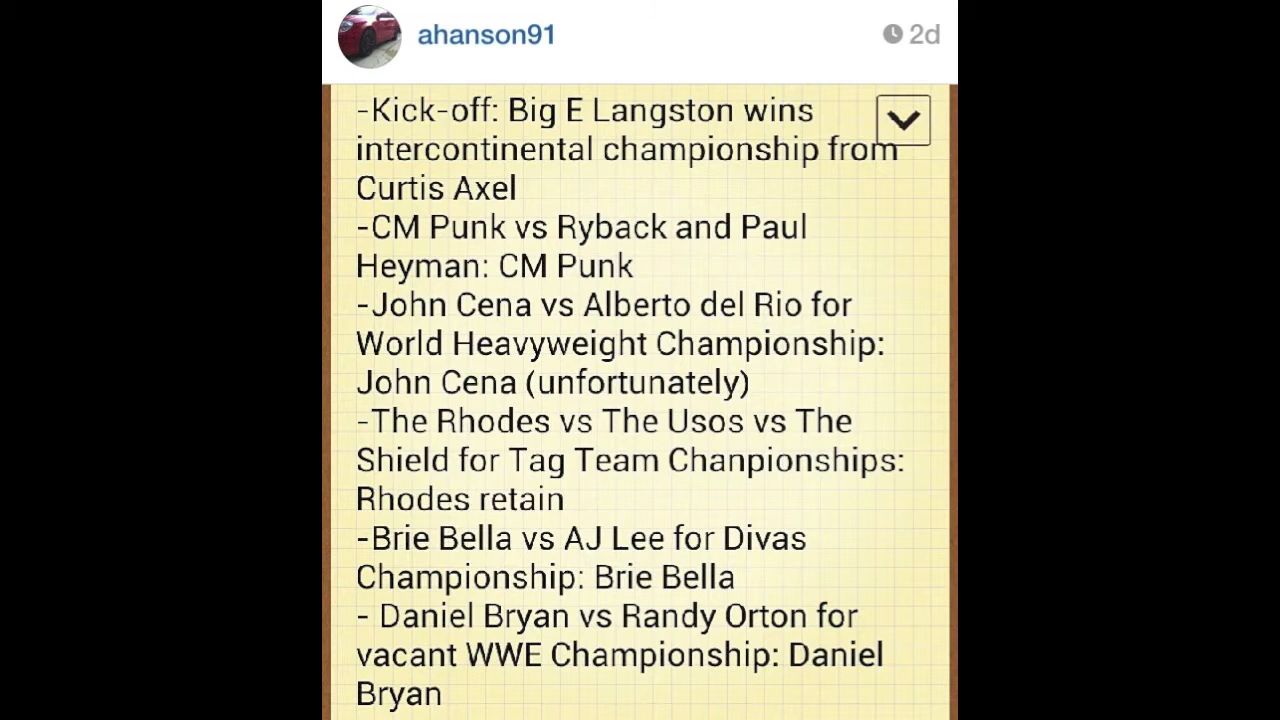 ahanson91
2d
-Kick-off: Big E Langston wins
intercontinental championship from
Curtis Axel
-CM Punk vs Ryback and Paul
Heyman: CM Punk
-John Cena vs Alberto del Rio for
World Heavyweight Championship:
John Cena (unfortunately)
-The Rhodes vs The Usos vs The
Shield for Tag Team Chanpionships:
Rhodes retain
-Brie Bella vs AJ Lee for Divas
Championship: Brie Bella
- Daniel Bryan vs Randy Orton for
vacant WWE Championship: Daniel
Bryan